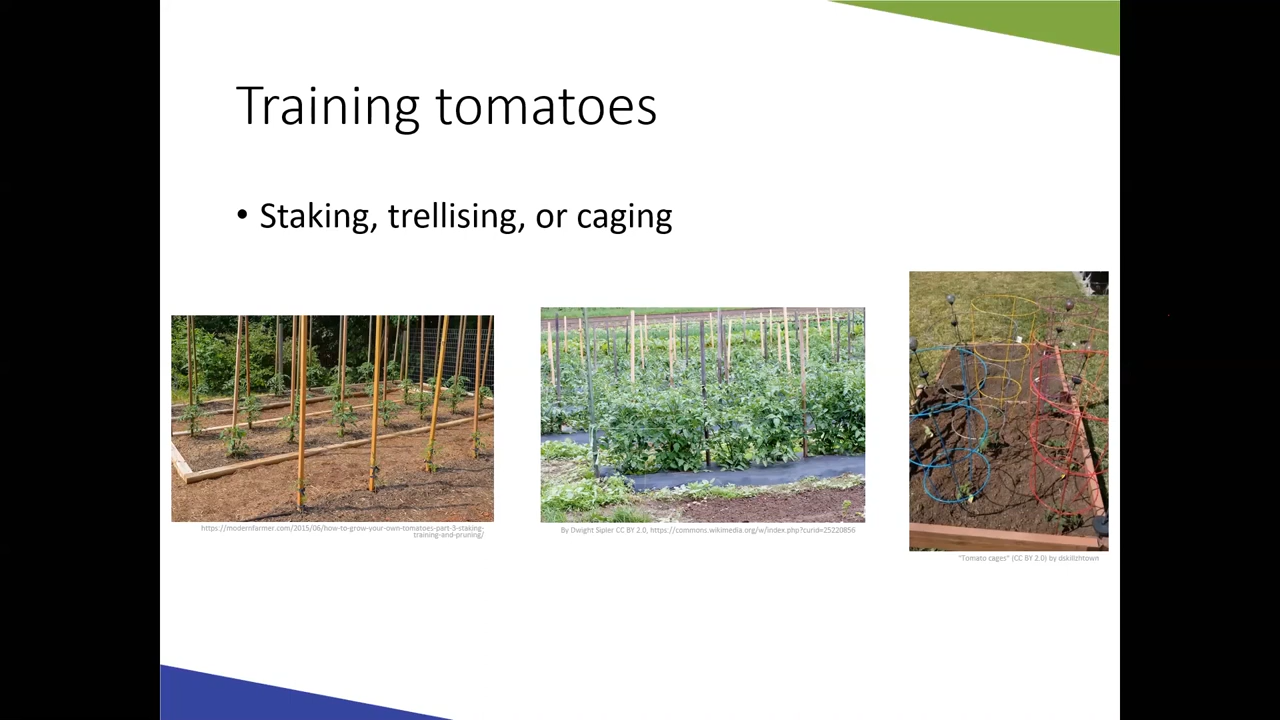 Training tomatoes
• Staking, trellising, or caging
https://modernfarmer.com/2015/06/how-to-grow-your-own-tomatoes-part-3-staking-
training-and-pruning/
By Dwight Sipler CC BY 2.0, https://commons.wikimedia.org/w/index.php?curid=25220856
"Tomato cages" (CC BY 2.0) by dskillzhtown